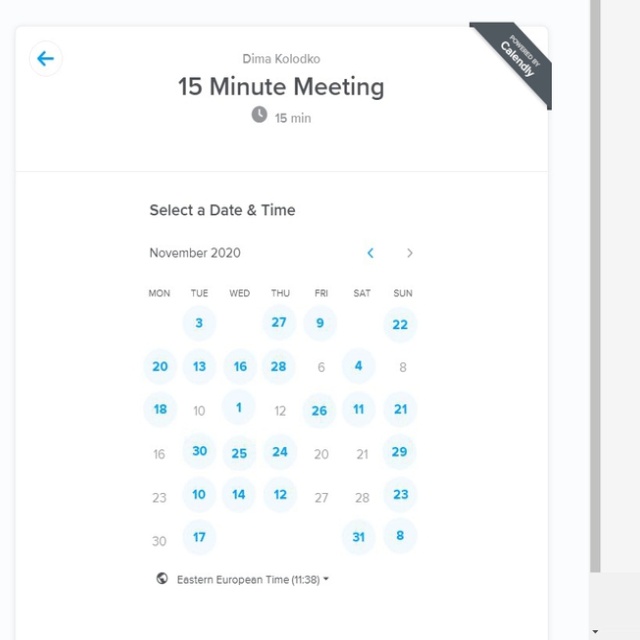 Dima Kolodko
POWERED BY
Calendly
15 Minute Meeting
15 min
Select a Date & Time
November 2020
MON TUE WED THU FRI SAT SUN
3 27 9 22
20 13 16 28 6 4 8
18 10 1 12 26 11 21
16 30 25 24 20 21 29
23 10 14 12 27 28 23
30 17 31 8
Eastern European Time (11:38)